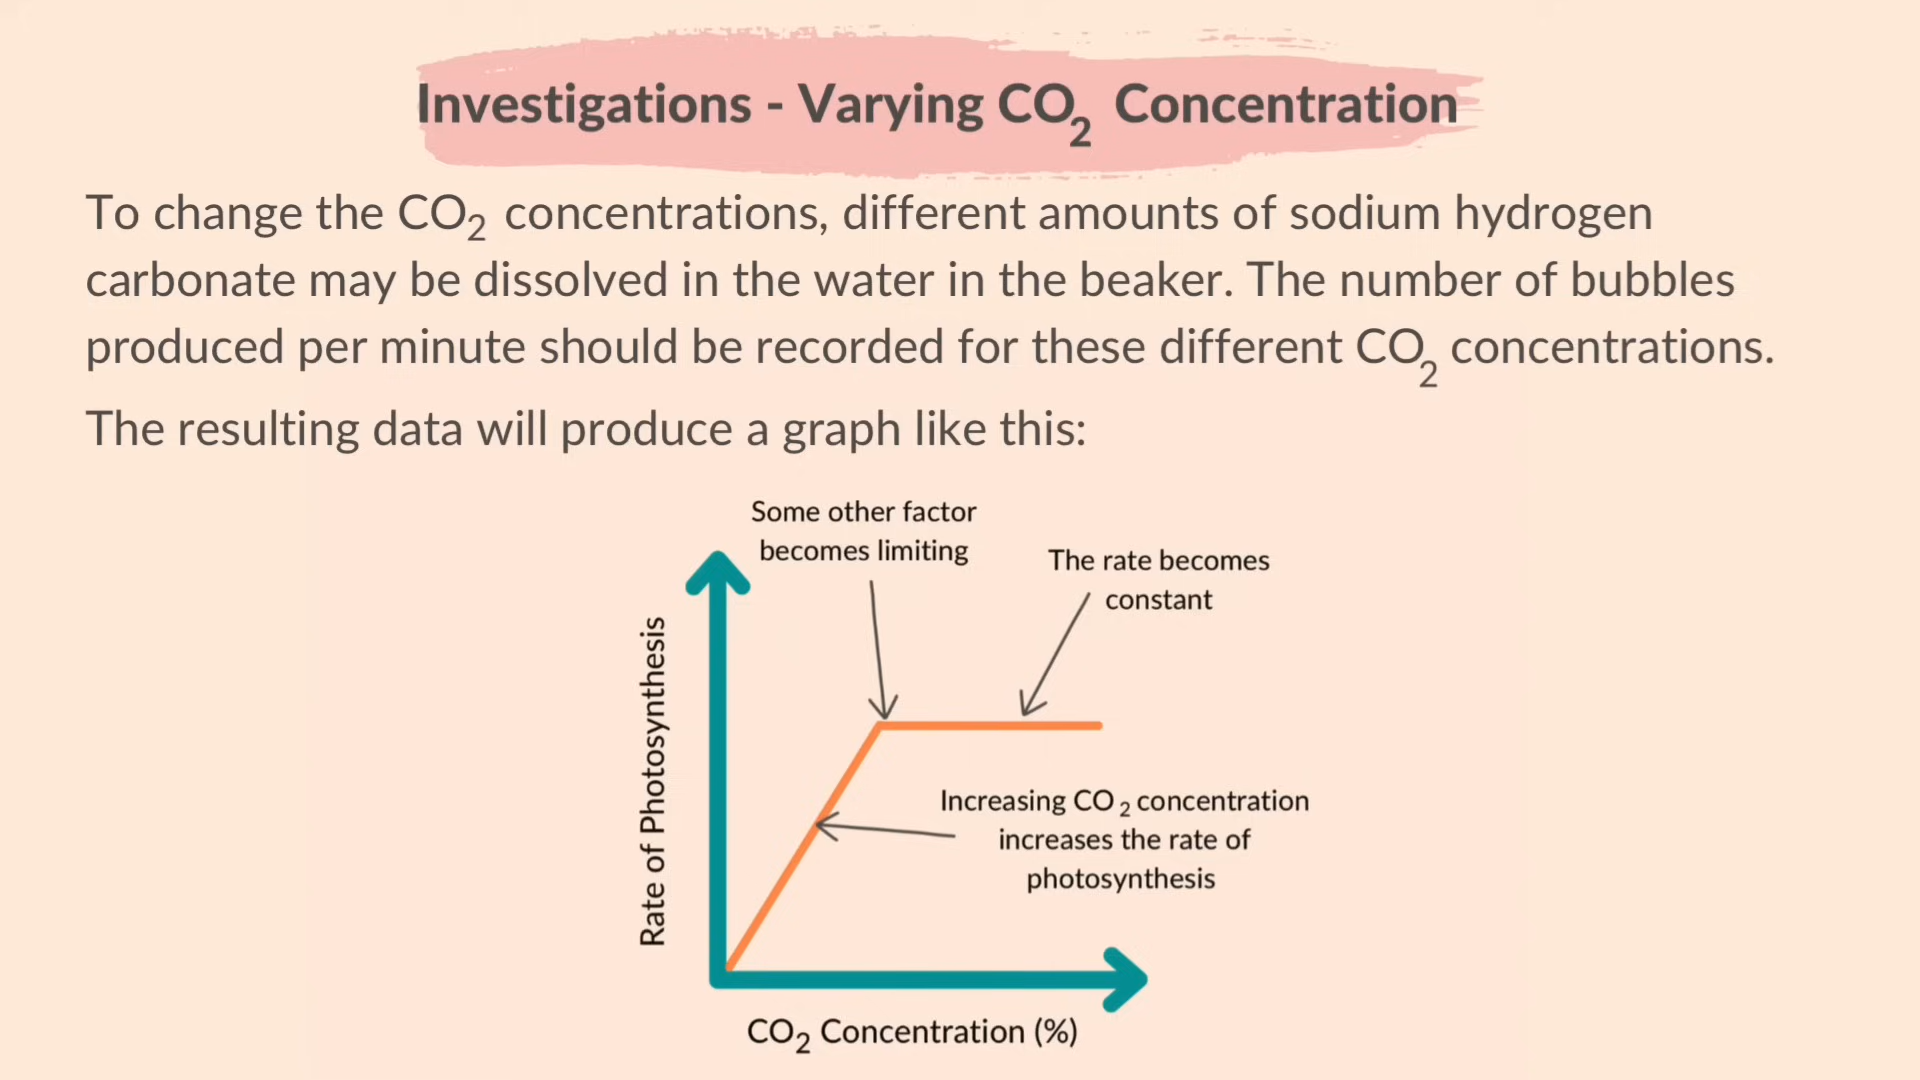 Investigations - Varying CO₂ Concentration
To change the CO₂ concentrations, different amounts of sodium hydrogen
carbonate may be dissolved in the water in the beaker. The number of bubbles
produced per minute should be recorded for these different CO₂ concentrations.
The resulting data will produce a graph like this:
Some other factor
becomes limiting
The rate becomes
constant
Rate of Photosynthesis
Increasing CO₂ concentration
increases the rate of
photosynthesis
CO₂ Concentration (%)